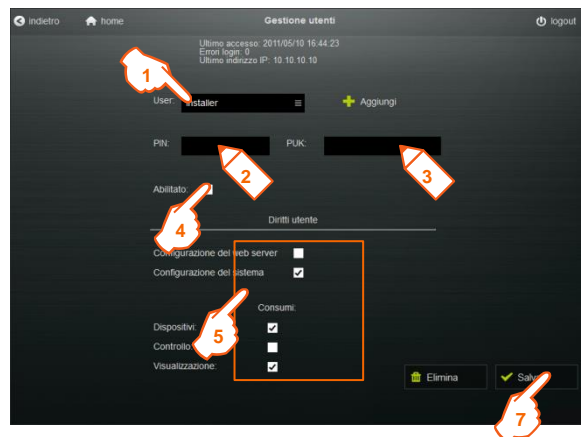 indietro home Gestione utenti logout
Ultimo accesso: 2011/05/10 16:44:23
Errori login: 0
Ultimo indirizzo IP: 10.10.10.10
1
User: Installer Aggiungi
PIN: PUK:
2 3
Abilitato:
4
Diritti utente
Configurazione del web server
Configurazione del sistema
Consumi:
5
Dispositivi:
Controllo:
Visualizzazione:
Elimina Salva
7